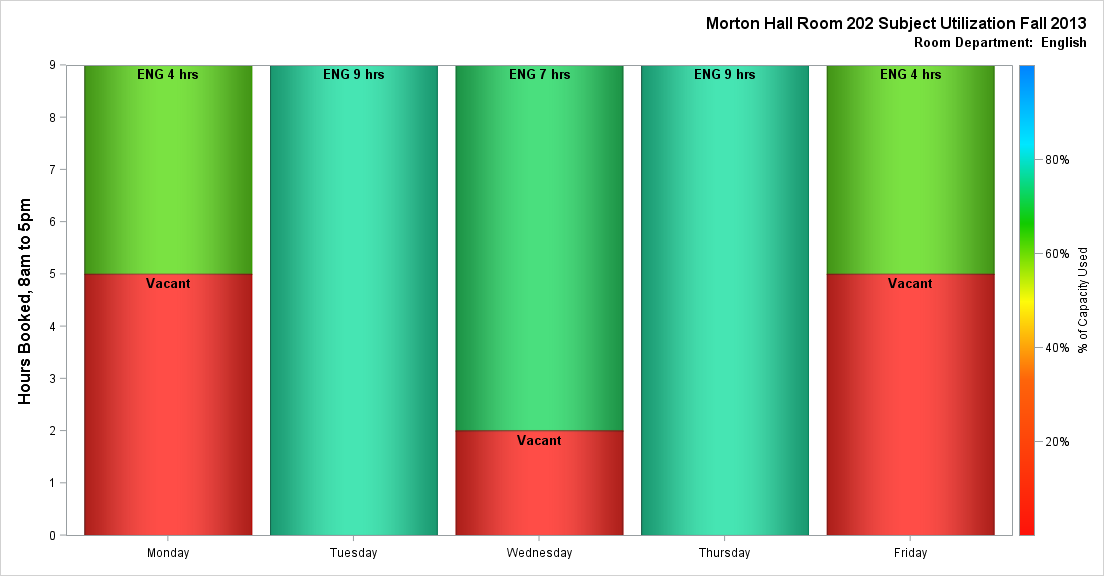 Morton Hall Room 202 Subject Utilization Fall 2013
Room Department:  English
Hours Booked, 8am to 5pm
9
8
7
6
5
4
3
2
1
0
ENG 4 hrs
ENG 9 hrs
ENG 7 hrs
ENG 9 hrs
ENG 4 hrs
Vacant
Vacant
Vacant
Monday
Tuesday
Wednesday
Thursday
Friday
80%
60%
40%
20%
% of Capacity Used